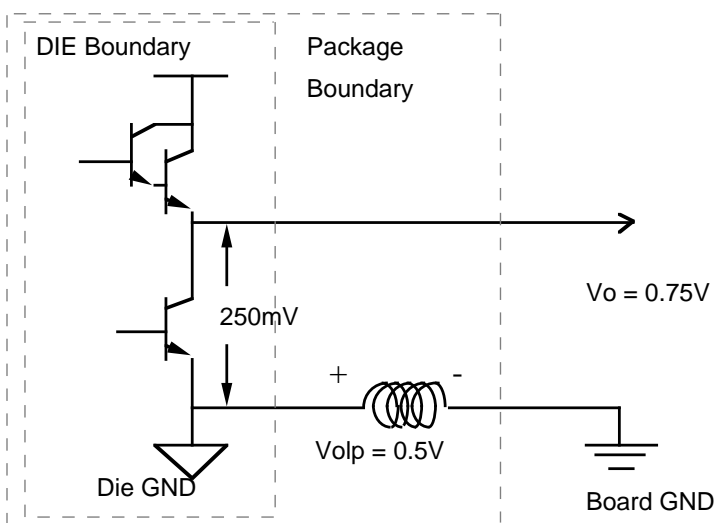 DIE Boundary
Package
Boundary
250mV
Vo = 0.75V
+ -
Volp = 0.5V
Die GND
Board GND